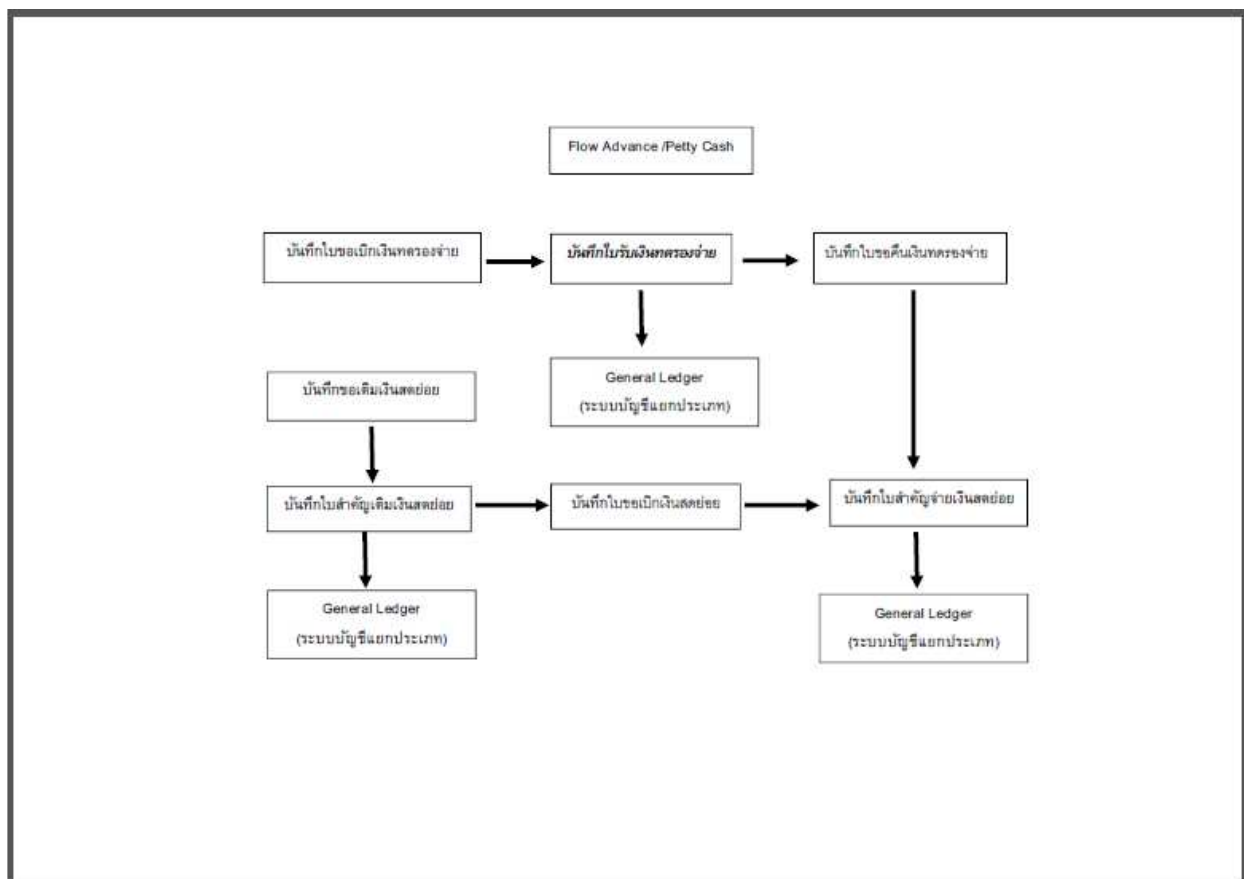 Flow Advance /Petty Cash
บันทึกใบขอเบิกเงินทดรองจ่าย
บันทึกใบรับเงินทดรองจ่าย
บันทึกใบขอคืนเงินทดรองจ่าย
General Ledger
(ระบบบัญชีแยกประเภท)
บันทึกขอเติมเงินสดย่อย
บันทึกใบสำคัญเติมเงินสดย่อย
บันทึกใบขอเบิกเงินสดย่อย
บันทึกใบสำคัญจ่ายเงินสดย่อย
General Ledger
(ระบบบัญชีแยกประเภท)
General Ledger
(ระบบบัญชีแยกประเภท)